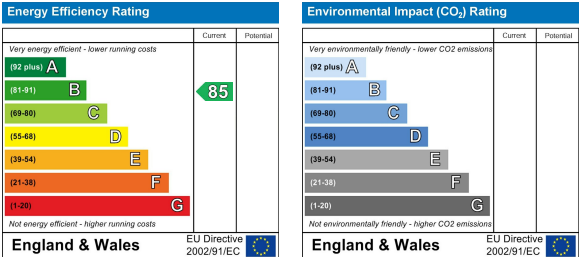 Energy Efficiency Rating
Current Potential
Very energy efficient - lower running costs
(92 plus) A
(81-91) B
85
(69-80) C
(55-68) D
(39-54) E
(21-38) F
(1-20) G
Not energy efficient - higher running costs
England & Wales
EU Directive
2002/91/EC
Environmental Impact (CO2) Rating
Current Potential
Very environmentally friendly - lower CO2 emissions
(92 plus) A
(81-91) B
(69-80) C
(55-68) D
(39-54) E
(21-38) F
(1-20) G
Not environmentally friendly - higher CO2 emissions
England & Wales
EU Directive
2002/91/EC